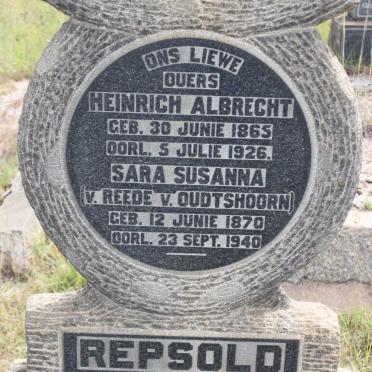 ONS LIEWE
OUERS
HEINRICH ALBRECHT
GEB. 30 JUNIE 1865
OORL. 5 JULIE 1926.
SARA SUSANNA
(V. REEDE V. OUDTSHOORN)
GEB. 12 JUNIE 1870
OORL. 23 SEPT. 1940
REPSOLD